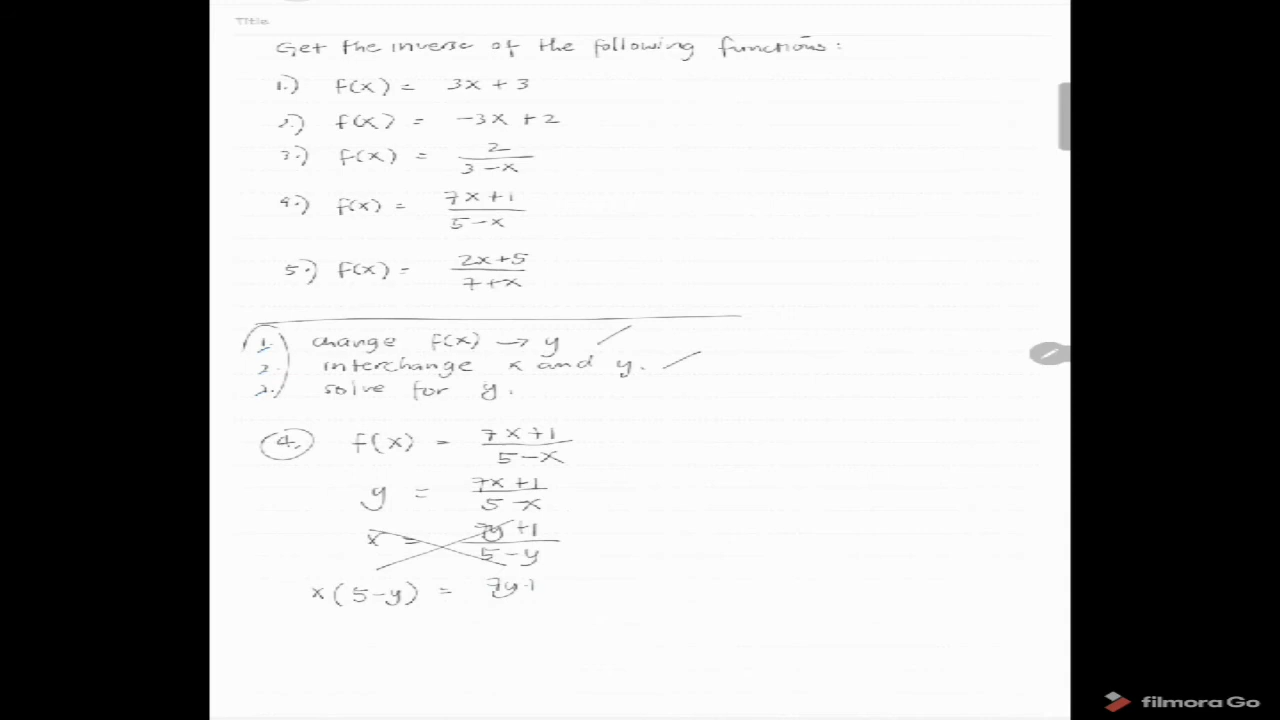 Title
Get the inverse of the following functions:
1.) f(x) = 3x + 3
2.) f(x) = -3x + 2
3.) f(x) = 2 / 3-x
4.) f(x) = 7x+1 / 5-x
5.) f(x) = 2x+5 / 7+x
1. change f(x) → y
2. interchange x and y.
3. solve for y.
4. f(x) = 7x+1 / 5-x
y = 7x+1 / 5-x
x = 7y+1 / 5-y
x(5-y) = 7y
filmora Go